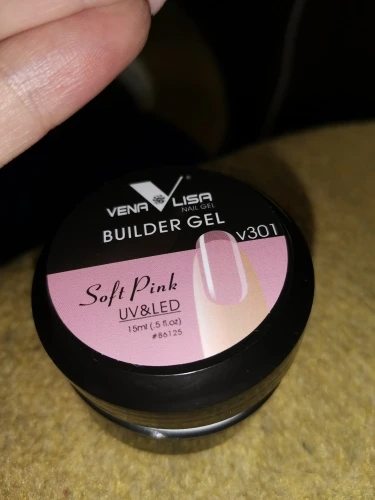 VENA LISA
NAIL GEL
BUILDER GEL
v301
Soft Pink
UV&LED
15ml (.5 fl.oz)
#86125